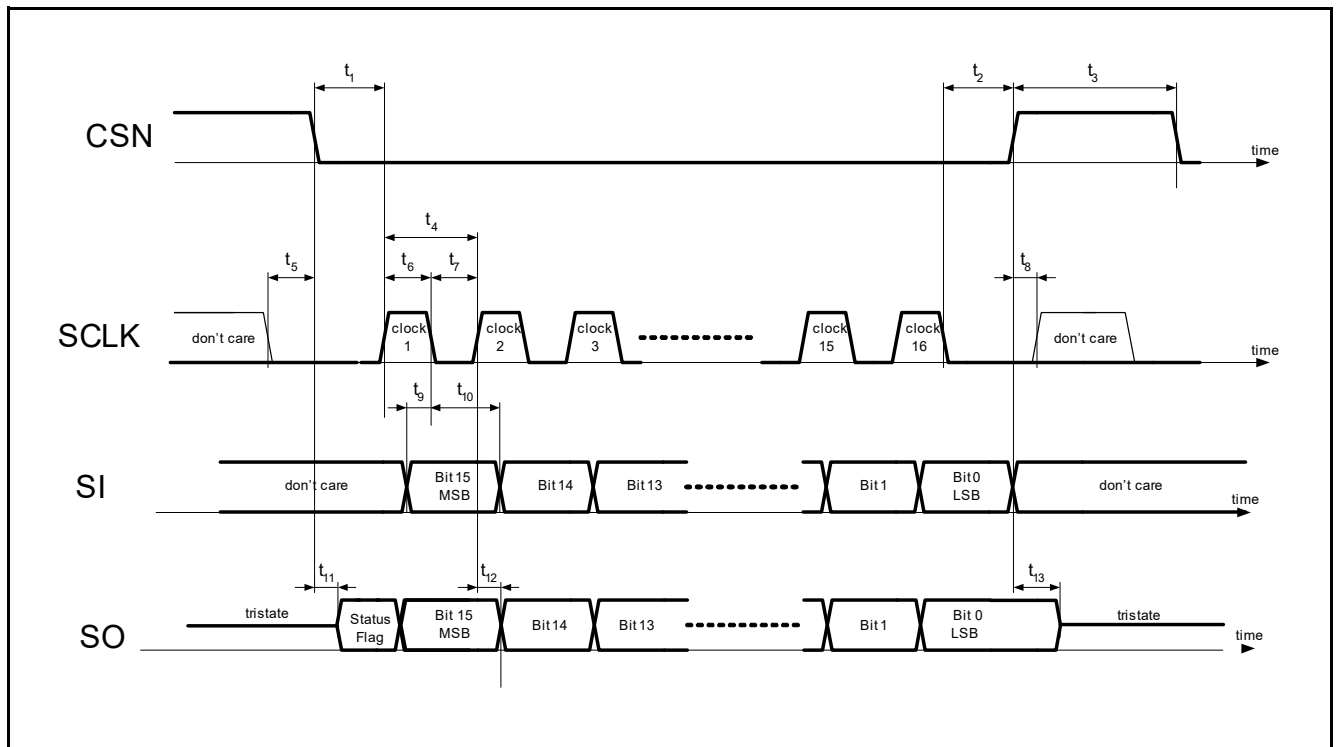 t1
t2
t3
CSN
time
t4
t5
t6
t7
t8
SCLK
don't care
clock 1
clock 2
clock 3
clock 15
clock 16
don't care
time
t9
t10
SI
don't care
Bit 15 MSB
Bit 14
Bit 13
Bit 1
Bit 0 LSB
don't care
time
t11
t12
t13
SO
tristate
Status Flag
Bit 15 MSB
Bit 14
Bit 13
Bit 1
Bit 0 LSB
tristate
time